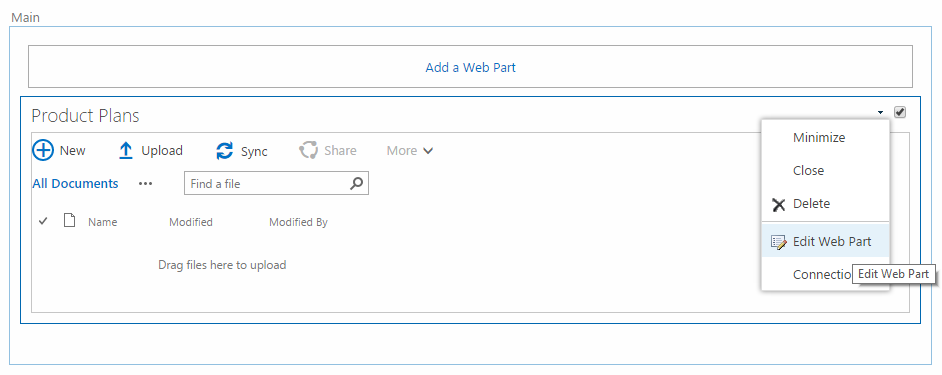 Main
Add a Web Part
Product Plans
New Upload Sync Share More
All Documents ••• Find a file
Name Modified Modified By
Drag files here to upload
Minimize
Close
Delete
Edit Web Part
Connectio
Edit Web Part